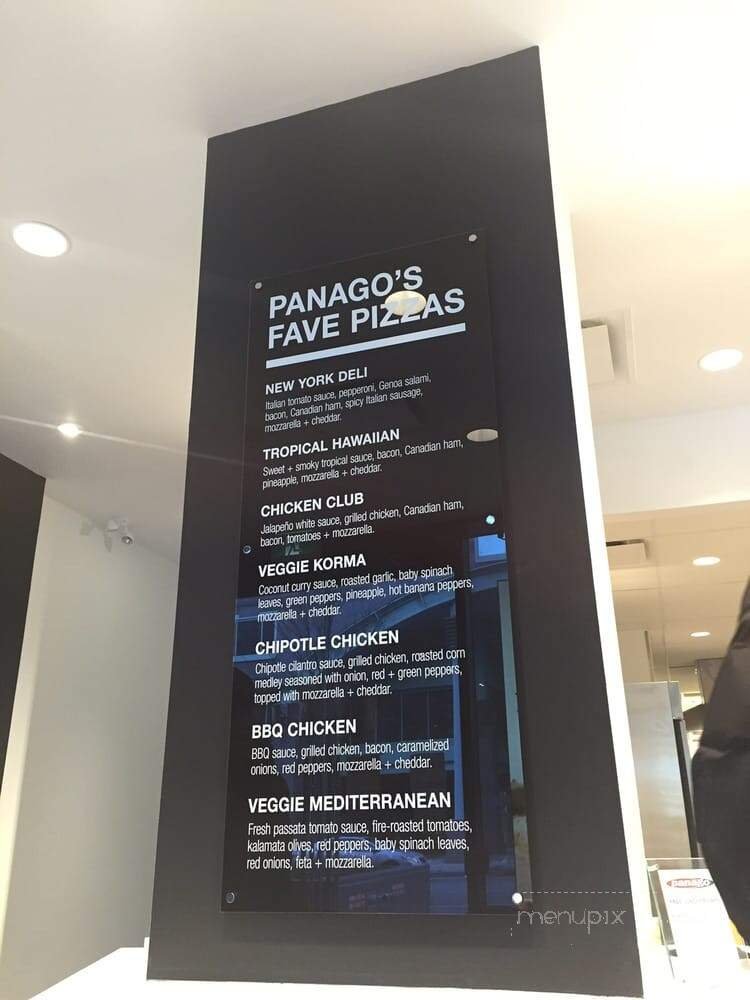 PANAGO'S
FAVE PIZZAS
NEW YORK DELI
Italian tomato sauce, pepperoni, Genoa salami,
bacon, Canadian ham, spicy Italian sausage,
mozzarella + cheddar.
TROPICAL HAWAIIAN
Sweet + smoky tropical sauce, bacon, Canadian ham,
pineapple, mozzarella + cheddar.
CHICKEN CLUB
Jalapeño white sauce, grilled chicken, Canadian ham,
bacon, tomatoes + mozzarella.
VEGGIE KORMA
Coconut curry sauce, roasted garlic, baby spinach
leaves, green peppers, pineapple, hot banana peppers,
mozzarella + cheddar.
CHIPOTLE CHICKEN
Chipotle cilantro sauce, grilled chicken, roasted corn
medley seasoned with onion, red + green peppers,
topped with mozzarella + cheddar.
BBQ CHICKEN
BBQ sauce, grilled chicken, bacon, caramelized
onions, red peppers, mozzarella + cheddar.
VEGGIE MEDITERRANEAN
Fresh passata tomato sauce, fire-roasted tomatoes,
kalamata olives, red peppers, baby spinach leaves,
red onions, feta + mozzarella.
panago
menupix